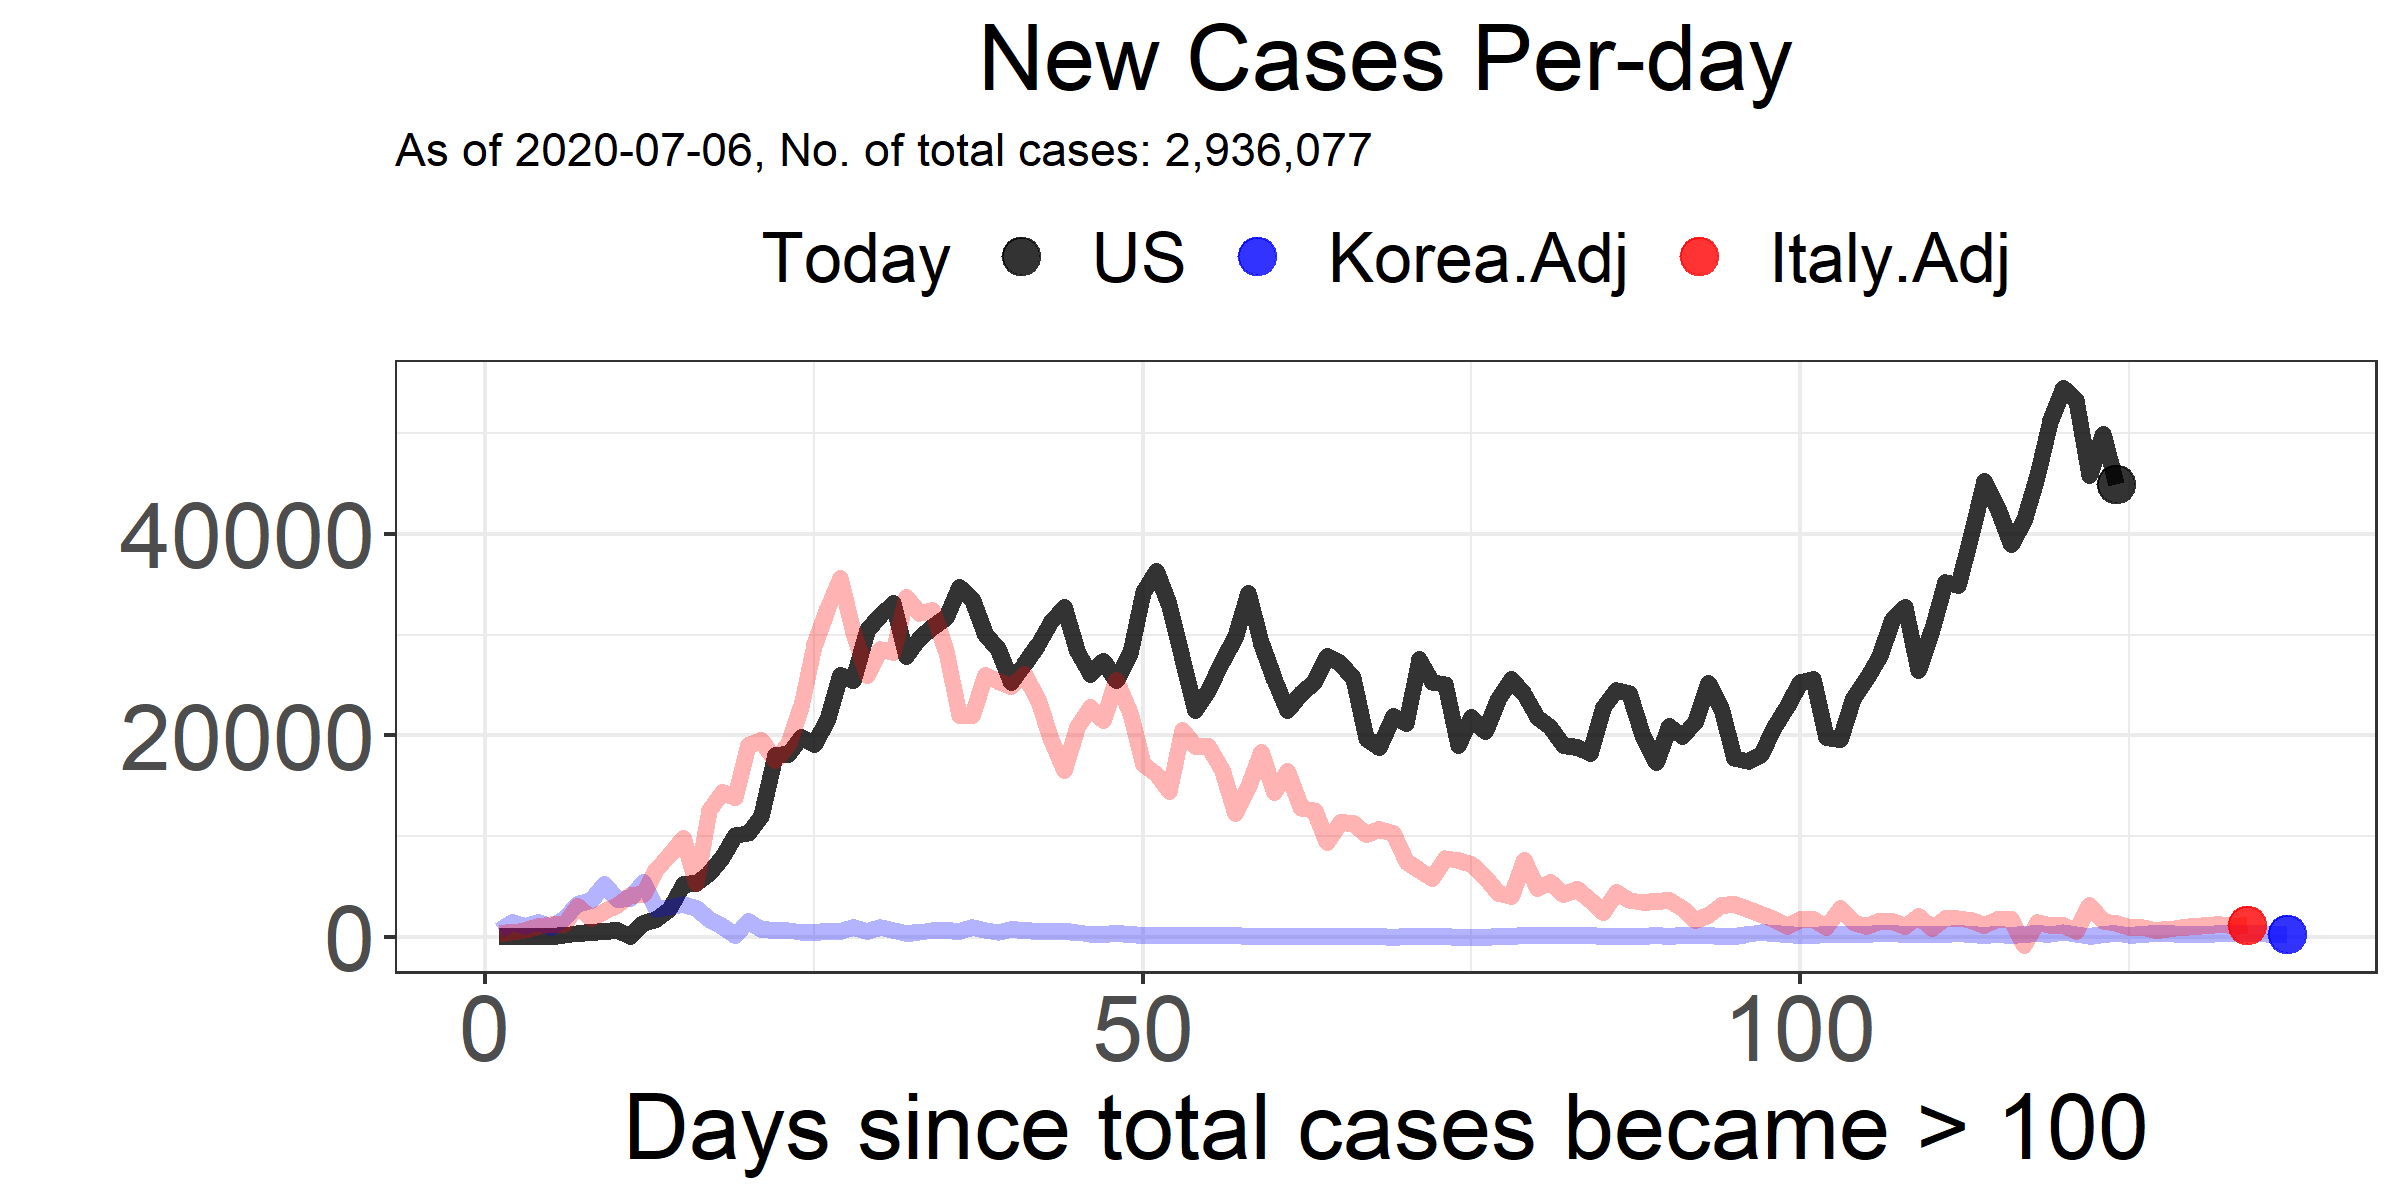 New Cases Per-day
As of 2020-07-06, No. of total cases: 2,936,077
Today US Korea.Adj Italy.Adj
40000
20000
0
0 50 100
Days since total cases became > 100